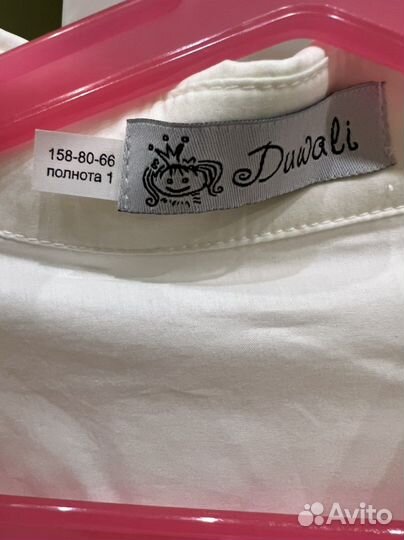 158-80-66
полнота 1
Duwali
Avito